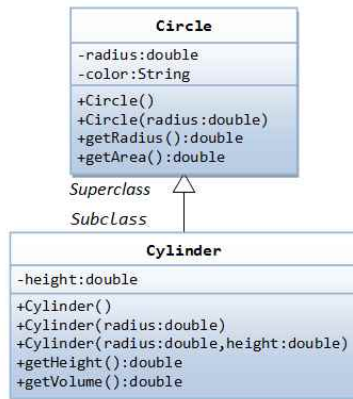 Circle
-radius:double
-color:String
+Circle()
+Circle(radius:double)
+getRadius():double
+getArea():double
Superclass
Subclass
Cylinder
-height:double
+Cylinder()
+Cylinder(radius:double)
+Cylinder(radius:double,height:double)
+getHeight():double
+getVolume():double